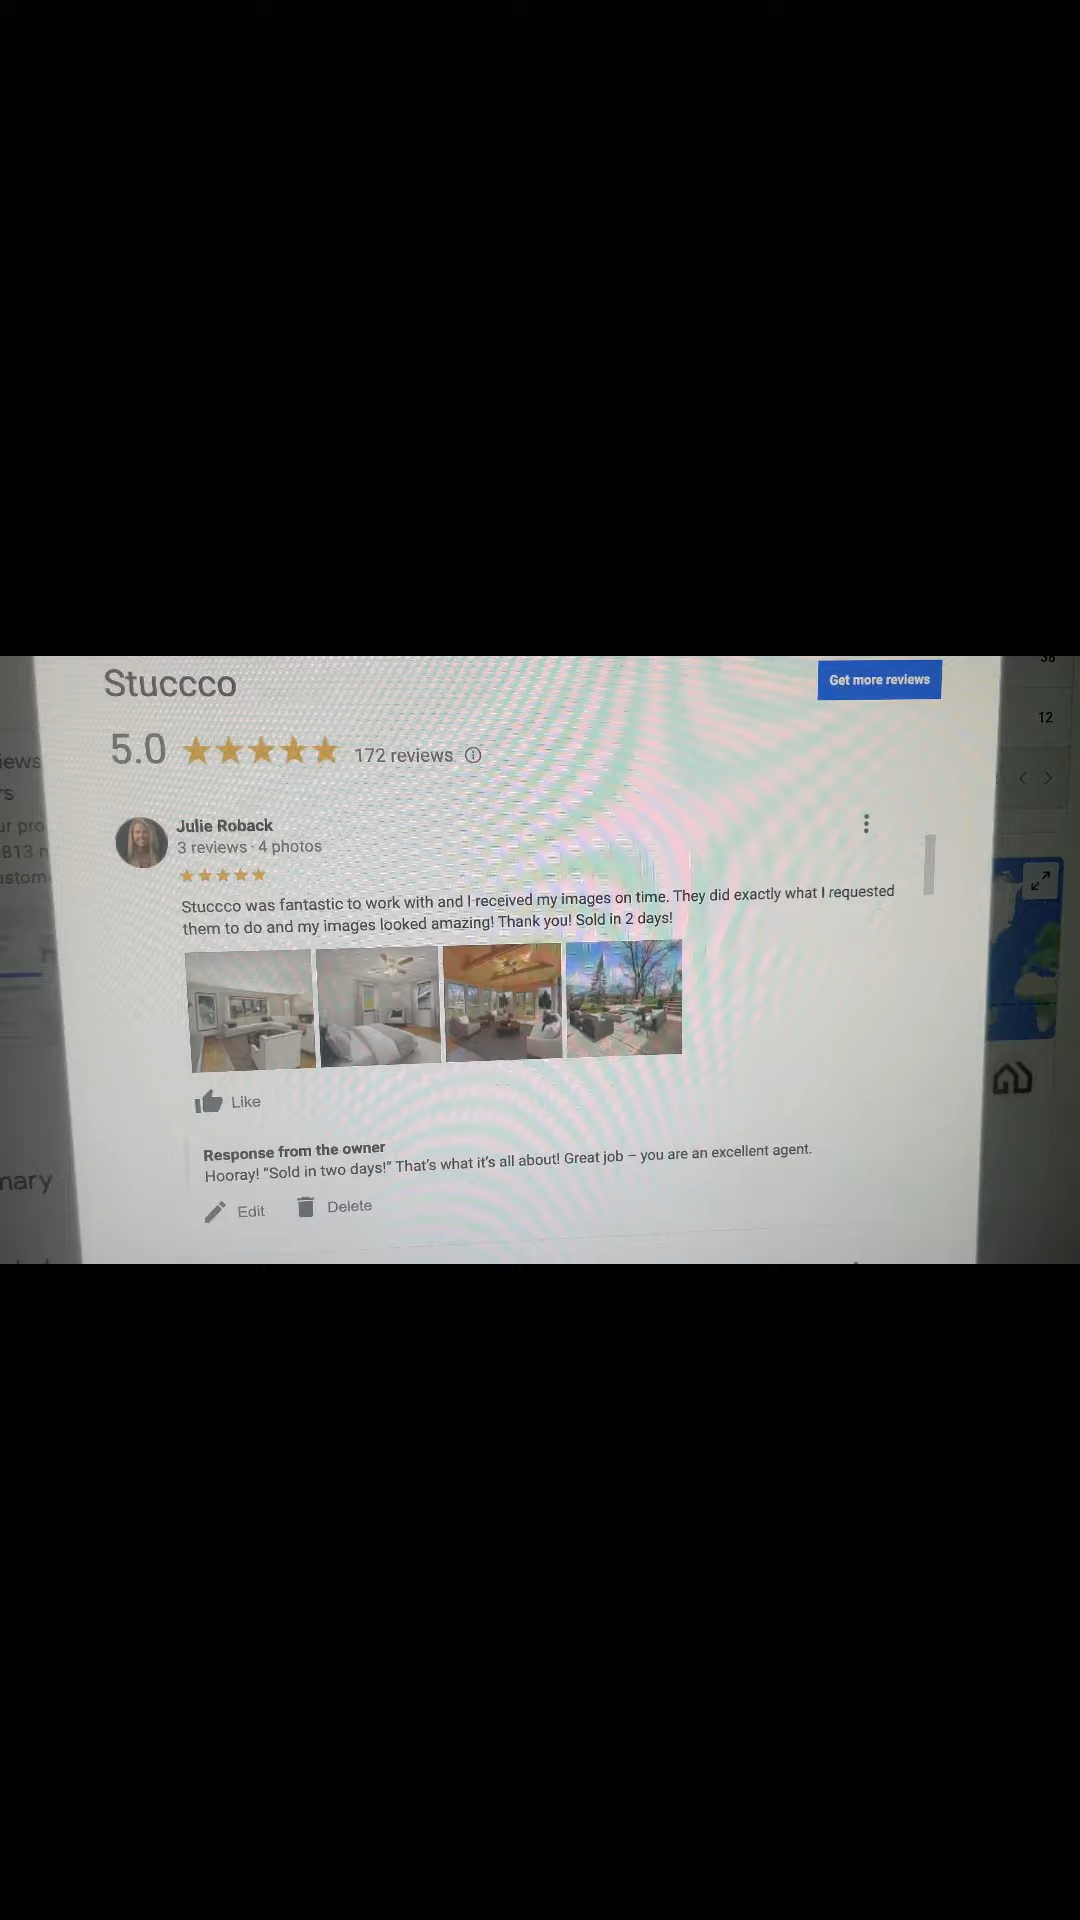 Stuccco
Get more reviews
5.0
172 reviews
Julie Roback
3 reviews · 4 photos
Stuccco was fantastic to work with and I received my images on time. They did exactly what I requested
them to do and my images looked amazing! Thank you! Sold in 2 days!
Like
Response from the owner
Hooray! “Sold in two days!” That’s what it’s all about! Great job – you are an excellent agent.
Edit
Delete
12